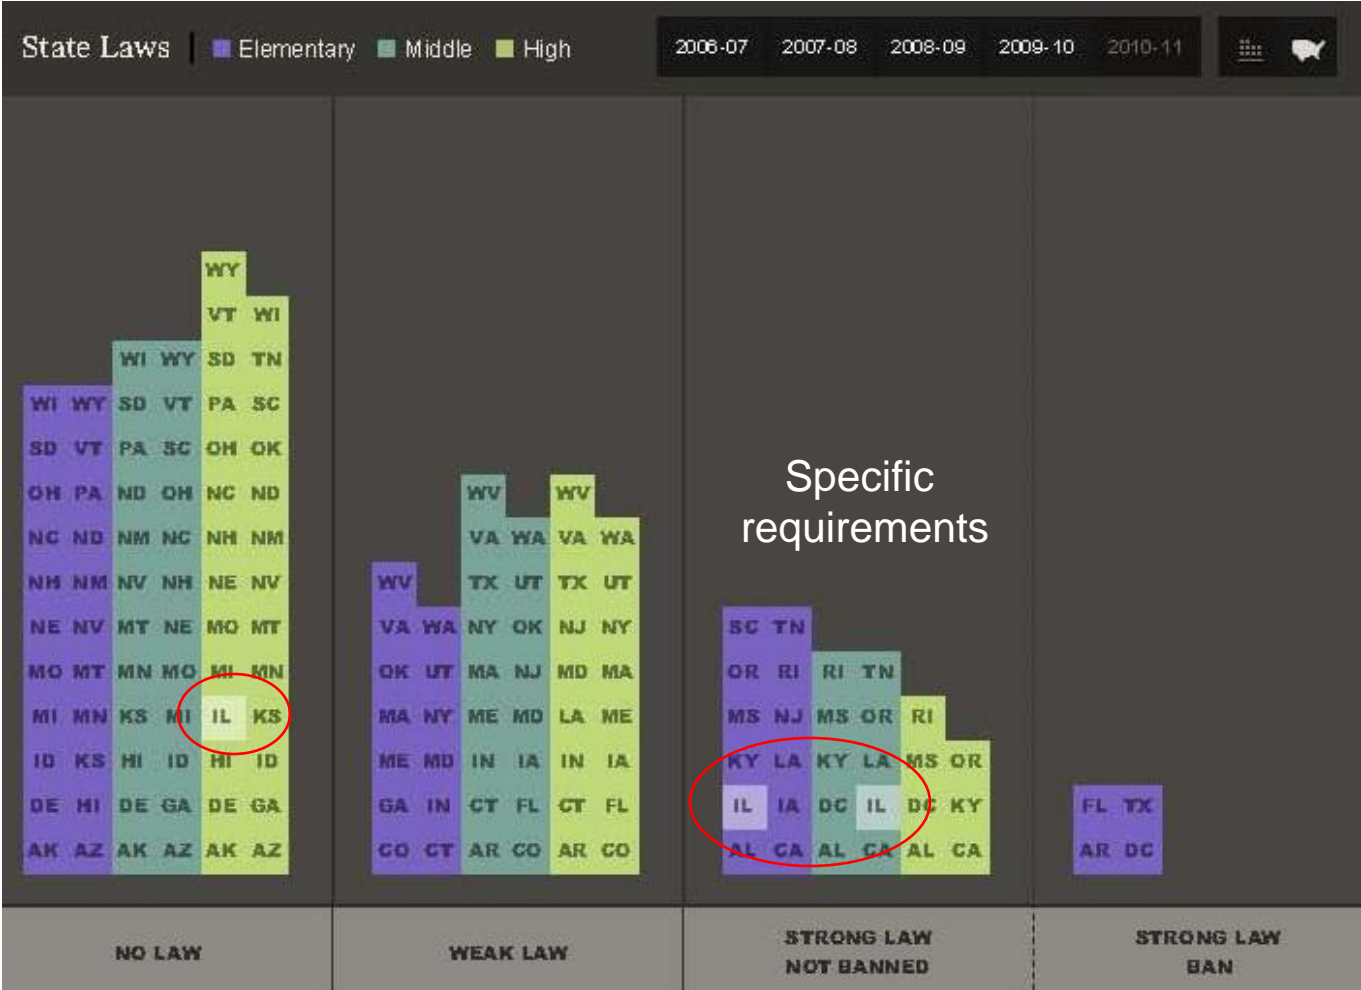 State Laws Elementary Middle High 2006-07 2007-08 2008-09 2009-10 2010-11
WY
VT WI
WI WY SD TN
WI WY SD VT PA SC
SD VT PA SC OH OK
OH PA ND OH NC ND WV WV
NC ND NM NC NH NM VA WA VA WA
NH NM NV NH NE NV WV TX UT TX UT
Specific
requirements
NE NV MT NE MO MT VA WA NY OK NJ NY SC TN
MO MT MN MO MI MN OK UT MA NJ MD MA OR RI RI TN
MI MN KS MI IL KS MA NY ME MD LA ME MS NJ MS OR RI
ID KS HI ID HI ID ME MD IN IA IN IA KY LA KY LA MS OR
DE HI DE GA DE GA GA IN CT FL CT FL IL IA DC IL DC KY FL TX
AK AZ AK AZ AK AZ CO CT AR CO AR CO AL CA AL CA AL CA AR DC
NO LAW
WEAK LAW
STRONG LAW
NOT BANNED
STRONG LAW
BAN